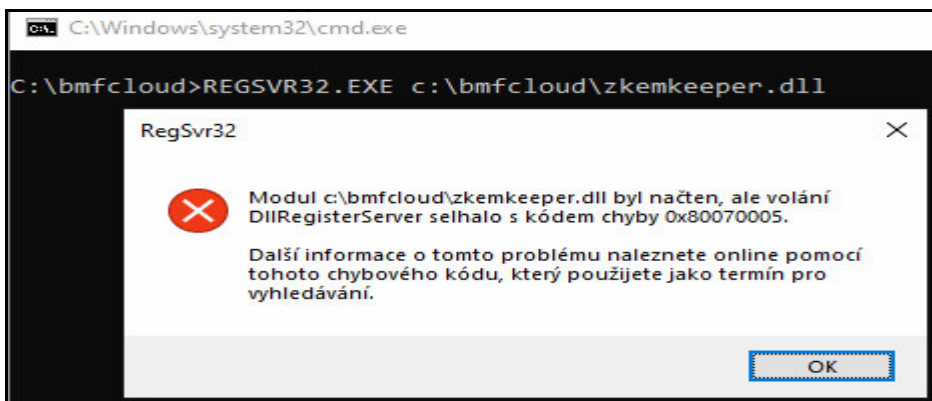 C:\Windows\system32\cmd.exe
C:\bmfcloud>REGSVR32.EXE c:\bmfcloud\zkemkeeper.dll
RegSvr32
Modul c:\bmfcloud\zkemkeeper.dll byl načten, ale volání
DllRegisterServer selhalo s kódem chyby 0x80070005.
Další informace o tomto problému naleznete online pomocí
tohoto chybového kódu, který použijete jako termín pro
vyhledávání.
OK